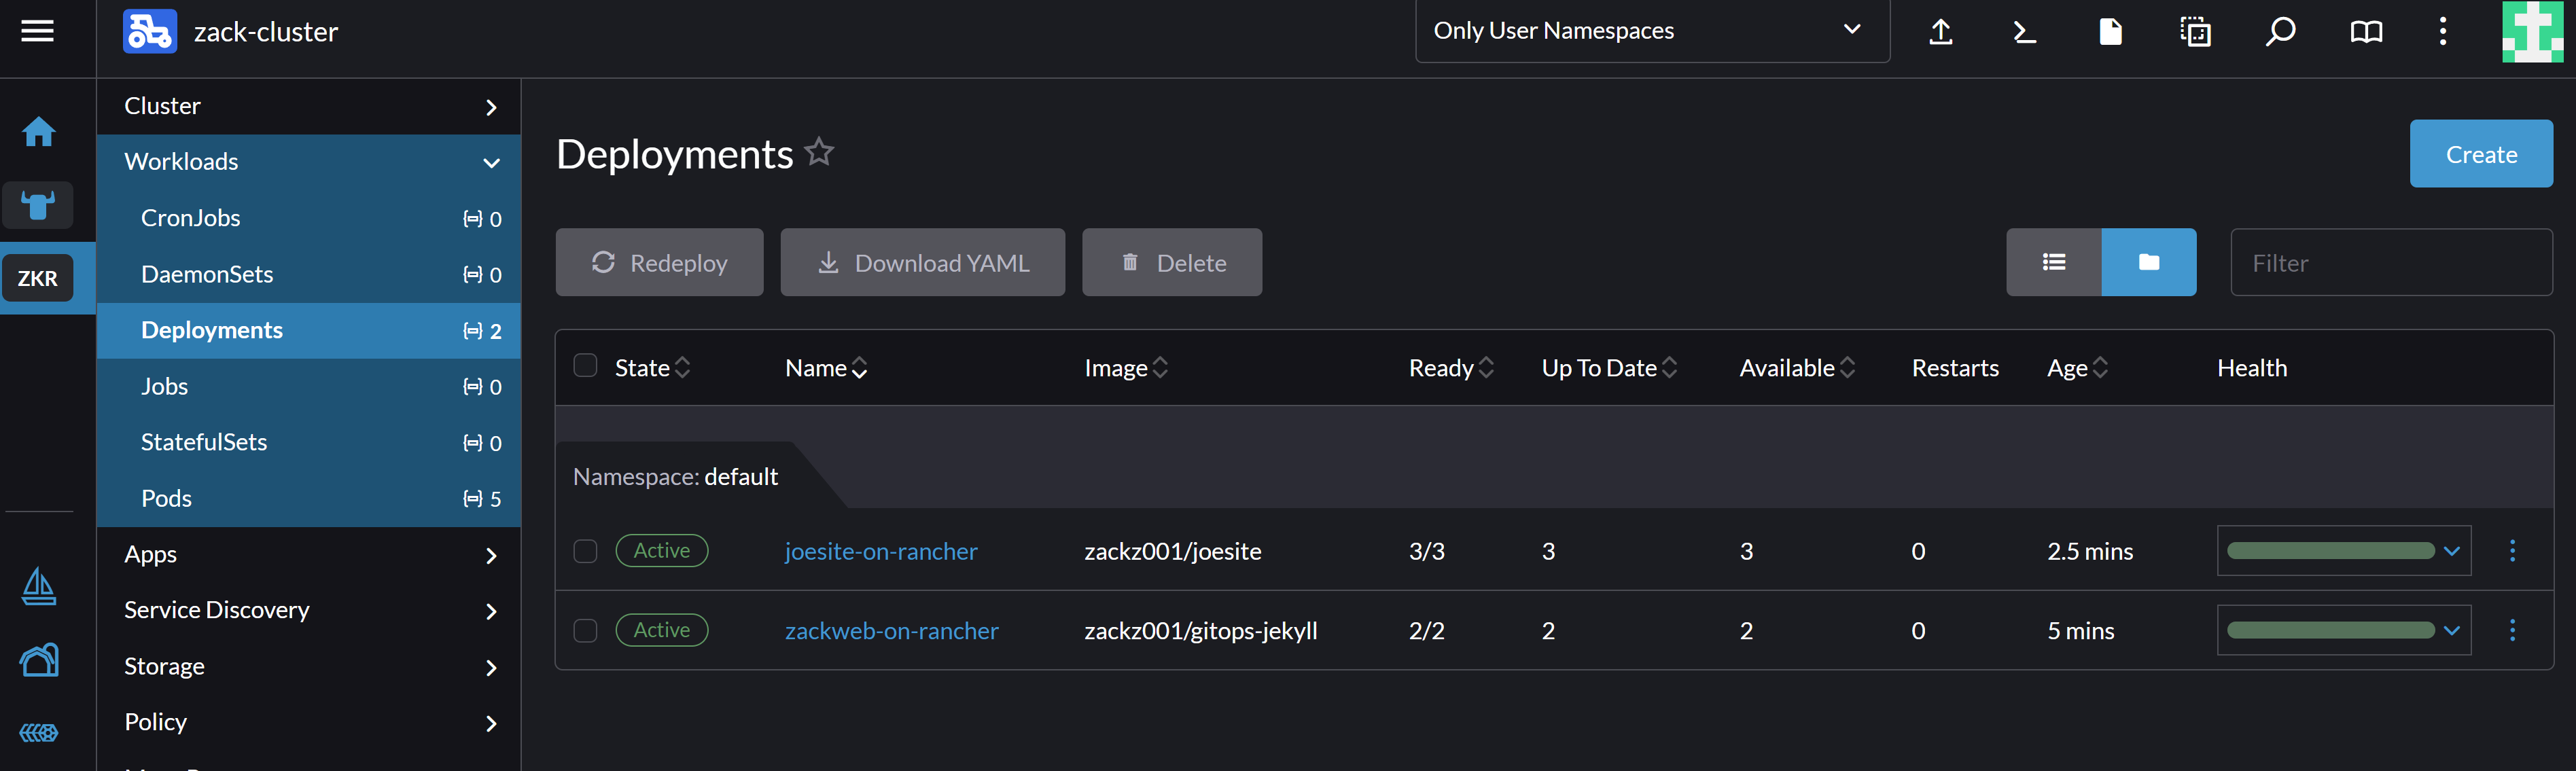 zack-cluster
Only User Namespaces
ZKR
Cluster
Workloads
CronJobs 0
DaemonSets 0
Deployments 2
Jobs 0
StatefulSets 0
Pods 5
Apps
Service Discovery
Storage
Policy
Deployments
Create
Redeploy Download YAML Delete
Filter
State Name Image Ready Up To Date Available Restarts Age Health
Namespace: default
Active joesite-on-rancher zackz001/joesite 3/3 3 3 0 2.5 mins
Active zackweb-on-rancher zackz001/gitops-jekyll 2/2 2 2 0 5 mins